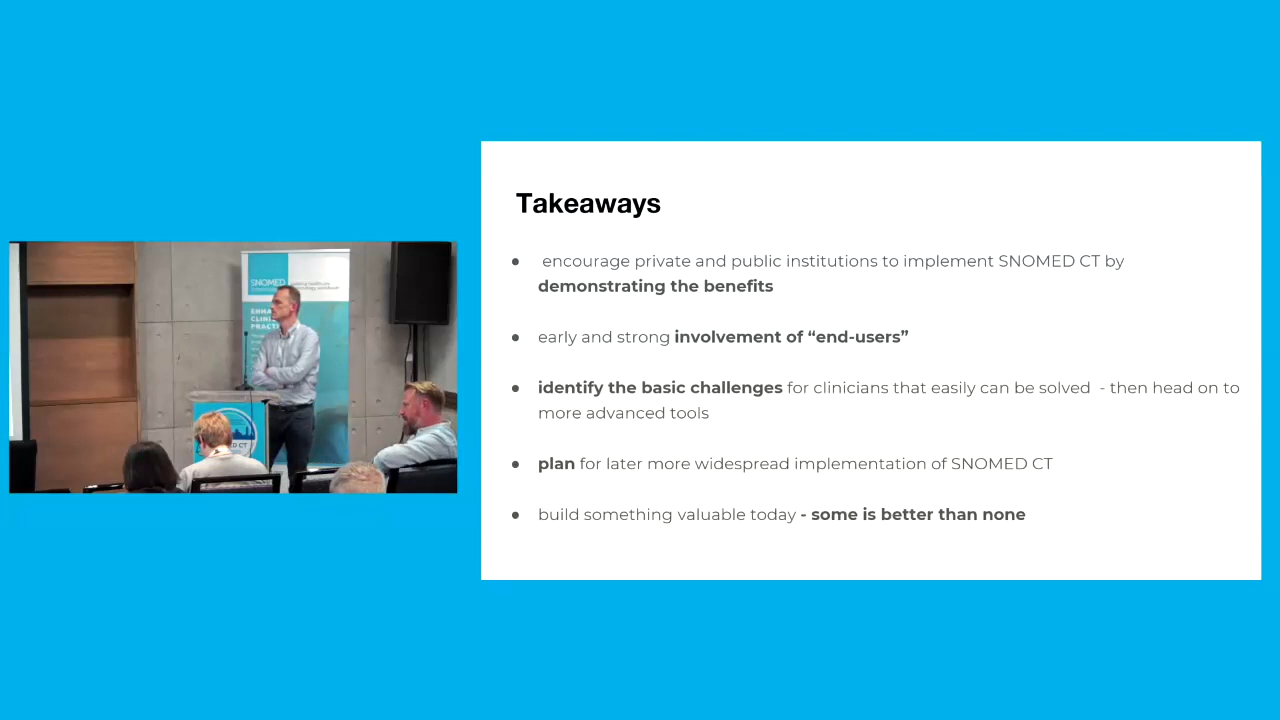 Takeaways
encourage private and public institutions to implement SNOMED CT by
demonstrating the benefits
early and strong involvement of “end-users”
identify the basic challenges for clinicians that easily can be solved - then head on to
more advanced tools
plan for later more widespread implementation of SNOMED CT
build something valuable today - some is better than none
SNOMED